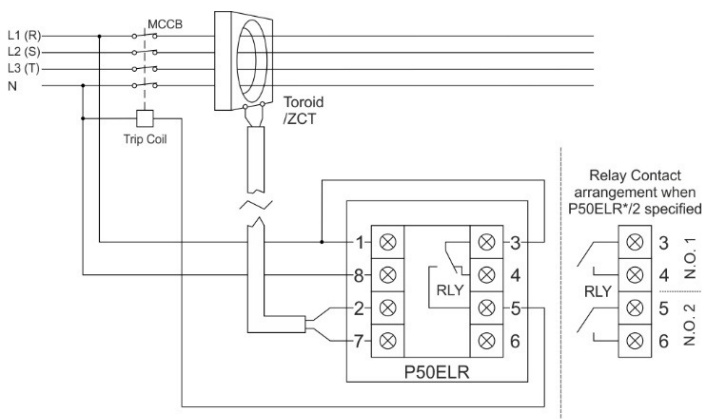 MCCB
L1 (R)
L2 (S)
L3 (T)
N
Toroid
/ZCT
Trip Coil
Relay Contact
arrangement when
P50ELR*/2 specified
1
8
2
7
3
4
5
6
RLY
P50ELR
3
4
5
6
RLY
N.O. 1
N.O. 2